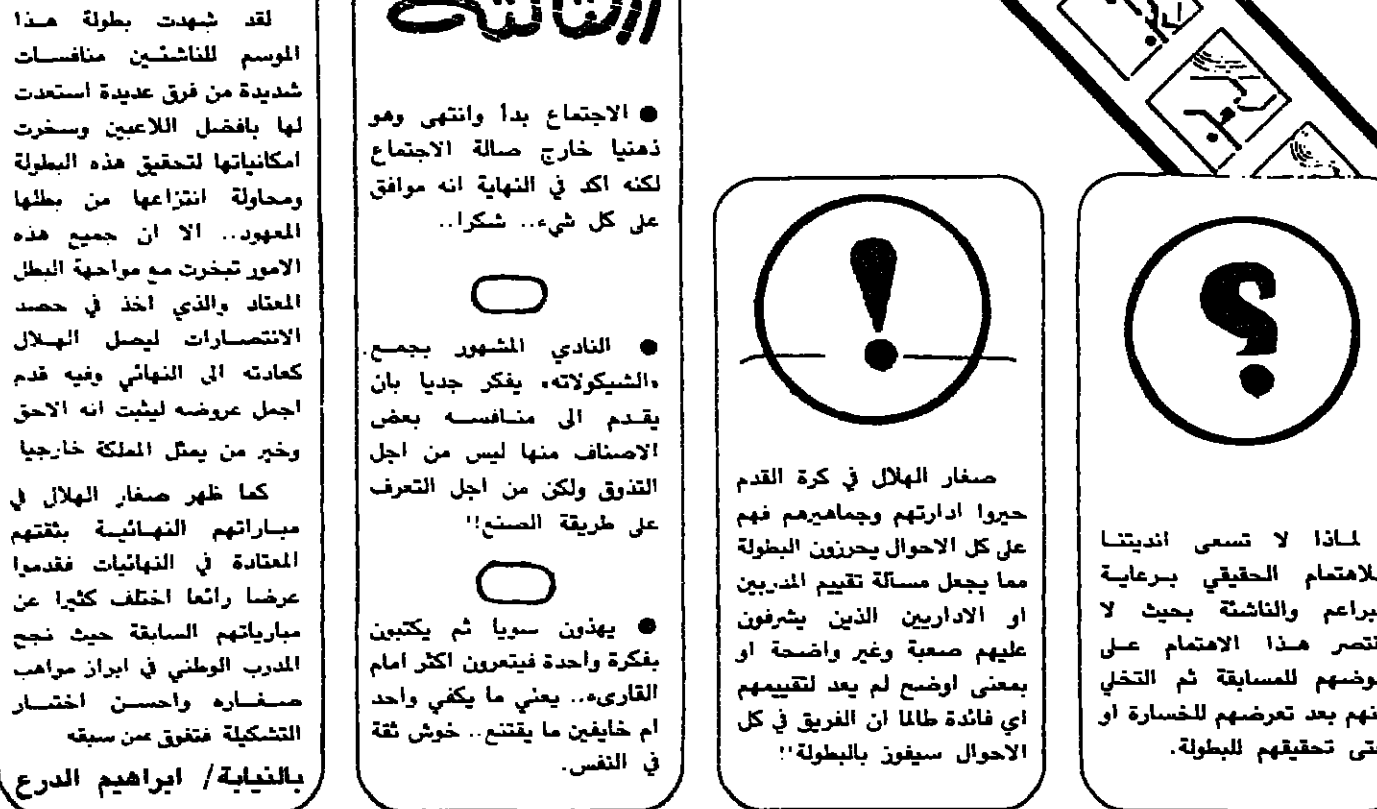 ؟
لماذا لا تسعى انديتنا
للاهتمام الحقيقي برعاية
البراعم والناشئة بحيث لا
يقتصر هذا الاهتمام على
خوضهم للمسابقة ثم التخلي
عنهم بعد تعرضهم للخسارة او
حتى تحقيقهم للبطولة.
!
صغار الهلال في كرة القدم
حيروا ادارتهم وجماهيرهم فهم
على كل الاحوال يحرزون البطولة
مما يجعل مسألة تقييم المدربين
او الاداريين الذين يشرفون
عليهم صعبة وغير واضحة او
بمعنى اوضح لم يعد لتقييمهم
اي فائدة طالما ان الفريق في كل
الاحوال سيفوز بالبطولة!!
● الاجتماع بدأ وانتهى وهو
ذهنيا خارج صالة الاجتماع
لكنه اكد في النهاية انه موافق
على كل شيء.. شكرا..
● النادي المشهور بجمع
«الشيكولاته» يفكر جديا بان
يقدم الى منافسه بعض
الاصناف منها ليس من اجل
التذوق ولكن من اجل التعرف
على طريقة الصنع!!
● يهذون سويا ثم يكتبون
بفكرة واحدة فيتعرون اكثر امام
القارىء.. يعني ما يكفي واحد
ام خايفين ما يقتنع.. خوش ثقة
في النفس.
لقد شهدت بطولة هذا
الموسم للناشئين منافسات
شديدة من فرق عديدة استعدت
لها بافضل اللاعبين وسخرت
امكانياتها لتحقيق هذه البطولة
ومحاولة انتزاعها من بطلها
المعهود.. الا ان جميع هذه
الامور تبخرت مع مواجهة البطل
المعتاد والذي اخذ في حصد
الانتصارات ليصل الهلال
كعادته الى النهائي وفيه قدم
اجمل عروضه ليثبت انه الاحق
وخير من يمثل المملكة خارجيا
كما ظهر صغار الهلال في
مباراتهم النهائية بثقتهم
المعتادة في النهائيات فقدموا
عرضا رائعا اختلف كثيرا عن
مبارياتهم السابقة حيث نجح
المدرب الوطني في ابراز مواهب
صغاره واحسن اختيار
التشكيلة فتفوق عمن سبقه
بالنيابة/ ابراهيم الدرع